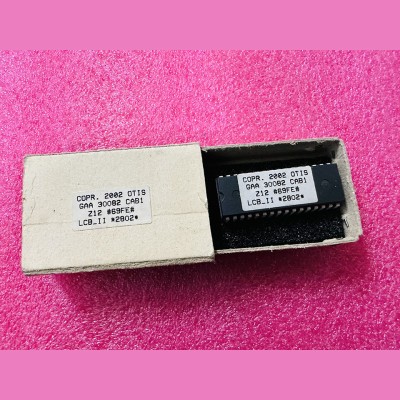 COPR. 2002 OTIS
GAA 30082 CAB1
Z12 #69FE#
LCB_II *2802*
COPR. 2002 OTIS
GAA 30082 CAB1
Z12 #69FE#
LCB_II *2802*